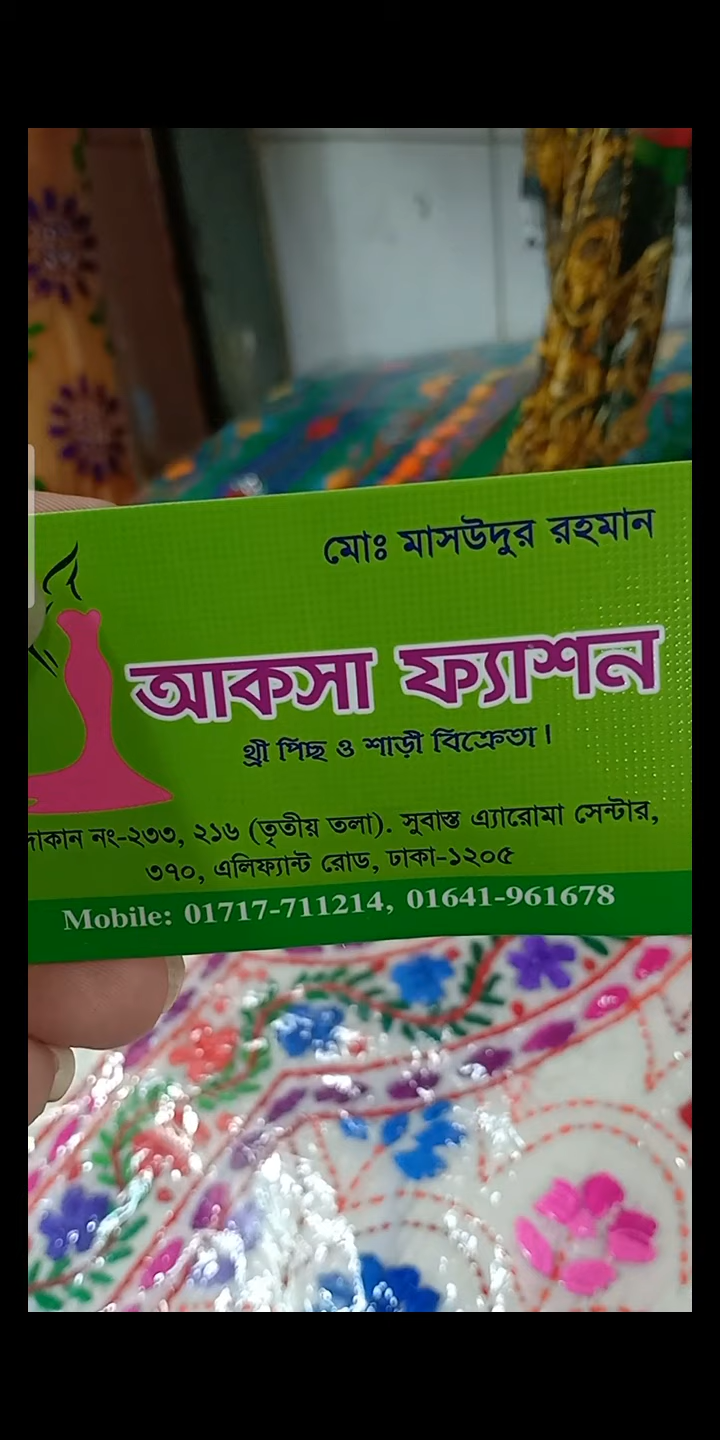 মোঃ মাসউদুর রহমান
আকসা ফ্যাশন
থ্রী পিছ ও শাড়ী বিক্রেতা।
দোকান নং-২৩৩, ২১৬ (তৃতীয় তলা). সুবাস্ত এ্যারোমা সেন্টার,
৩৭০, এলিফ্যান্ট রোড, ঢাকা-১২০৫
Mobile: 01717-711214, 01641-961678